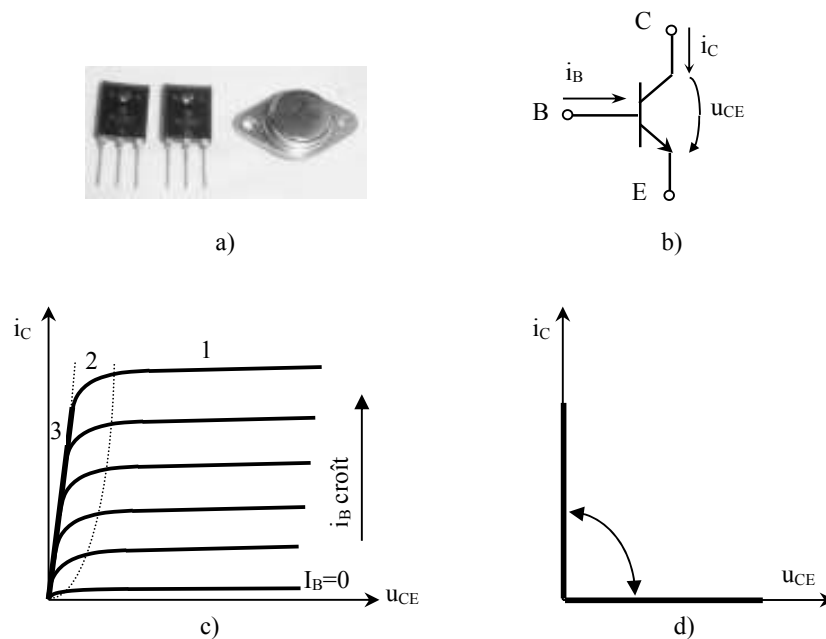 C
i_C
i_B
B
u_CE
E
a)
b)
i_C
1
2
3
i_B croît
I_B=0
u_CE
c)
i_C
u_CE
d)